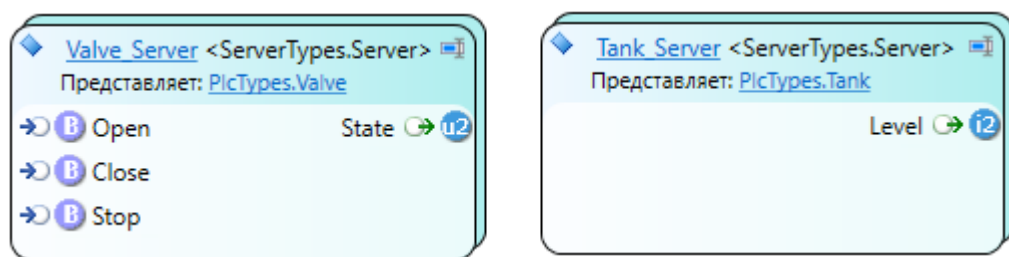 Valve_Server <ServerTypes.Server>
Представляет: PlcTypes.Valve
B Open
State u2
B Close
B Stop
Tank_Server <ServerTypes.Server>
Представляет: PlcTypes.Tank
Level i2